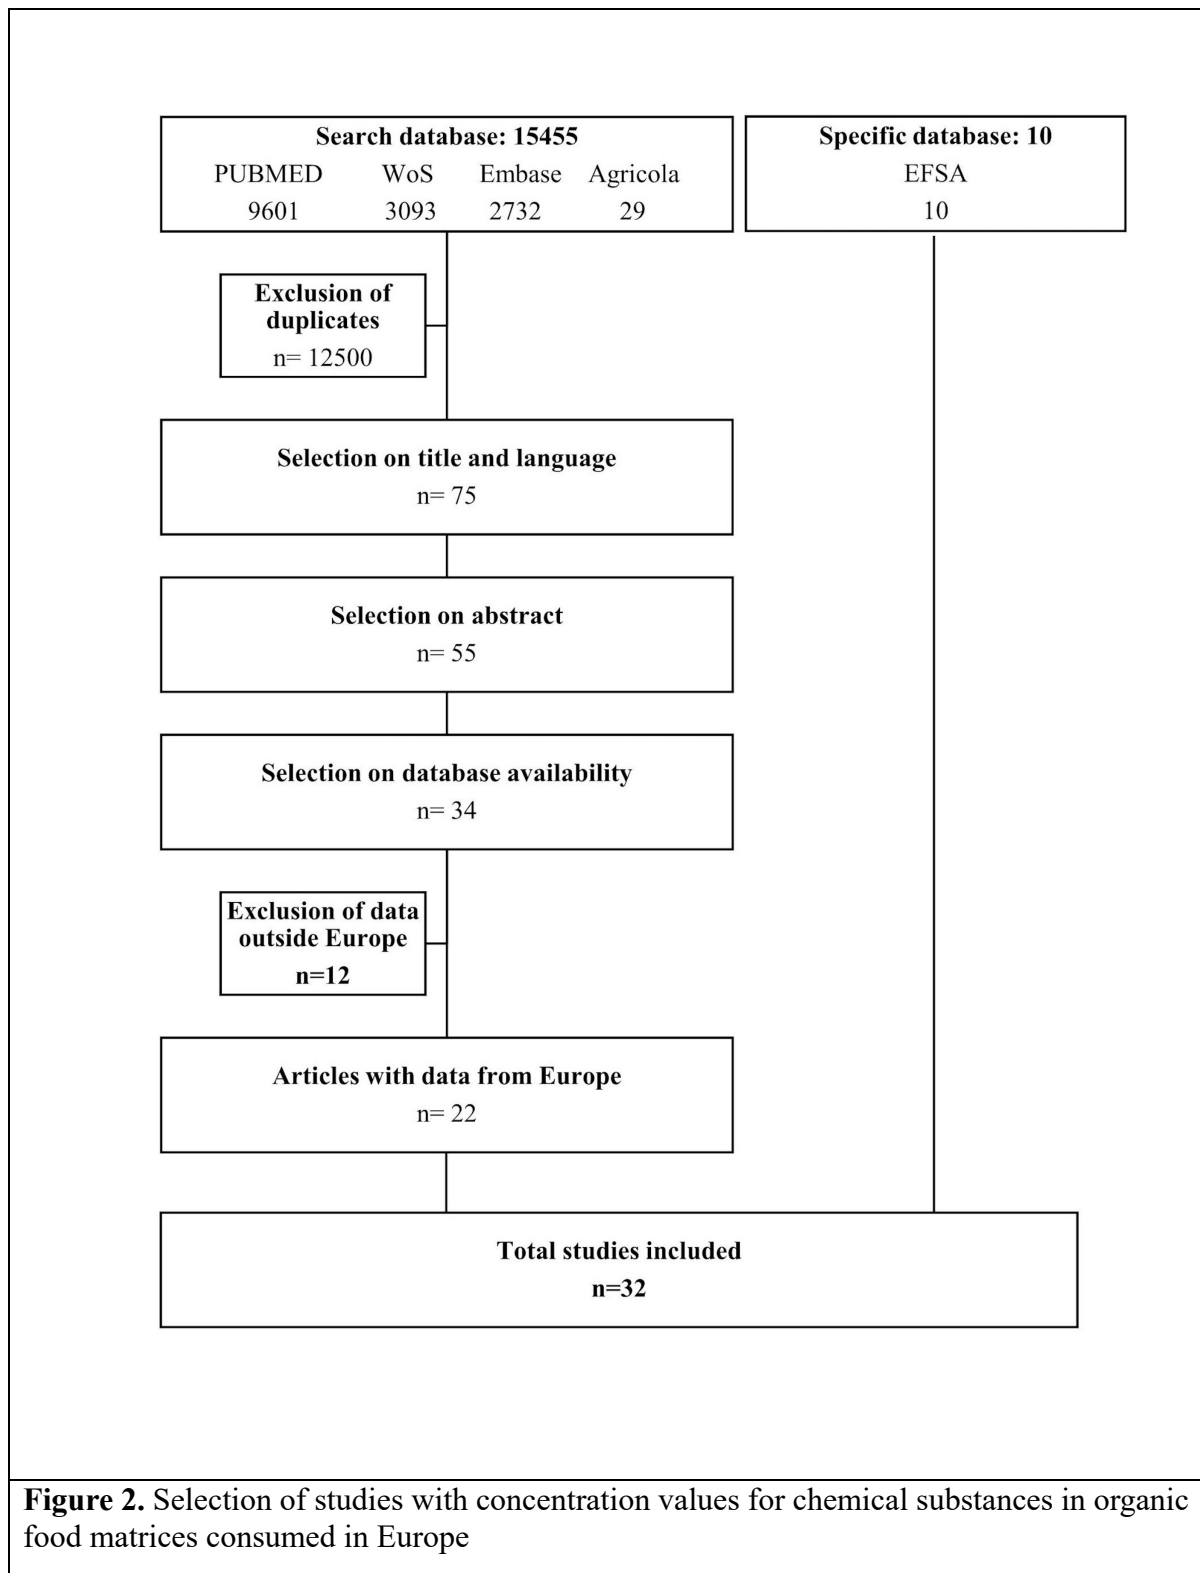 Search database: 15455
PUBMED WoS Embase Agricola
9601 3093 2732 29
Specific database: 10
EFSA
10
Exclusion of
duplicates
n= 12500
Selection on title and language
n= 75
Selection on abstract
n= 55
Selection on database availability
n= 34
Exclusion of data
outside Europe
n=12
Articles with data from Europe
n= 22
Total studies included
n=32
Figure 2. Selection of studies with concentration values for chemical substances in organic
food matrices consumed in Europe